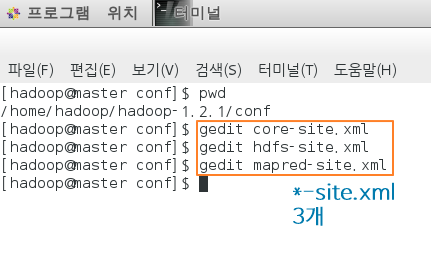 프로그램 위치 터미널
파일(F) 편집(E) 보기(V) 검색(S) 터미널(T) 도움말(H)
[hadoop@master conf]$ pwd
/home/hadoop/hadoop-1.2.1/conf
[hadoop@master conf]$ gedit core-site.xml
[hadoop@master conf]$ gedit hdfs-site.xml
[hadoop@master conf]$ gedit mapred-site.xml
[hadoop@master conf]$
*-site.xml
3개